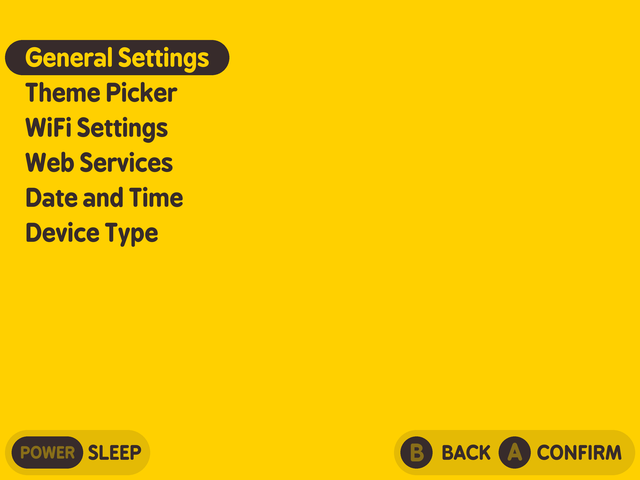 General Settings
Theme Picker
WiFi Settings
Web Services
Date and Time
Device Type
POWER SLEEP B BACK A CONFIRM